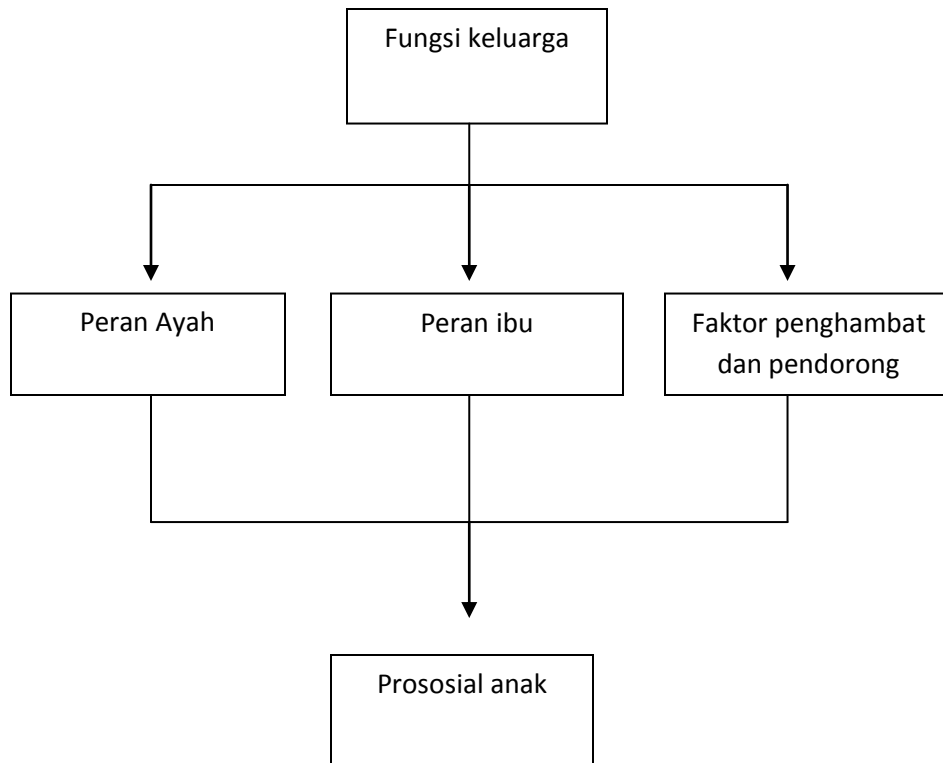 Fungsi keluarga
Peran Ayah
Peran ibu
Faktor penghambat
dan pendorong
Prososial anak